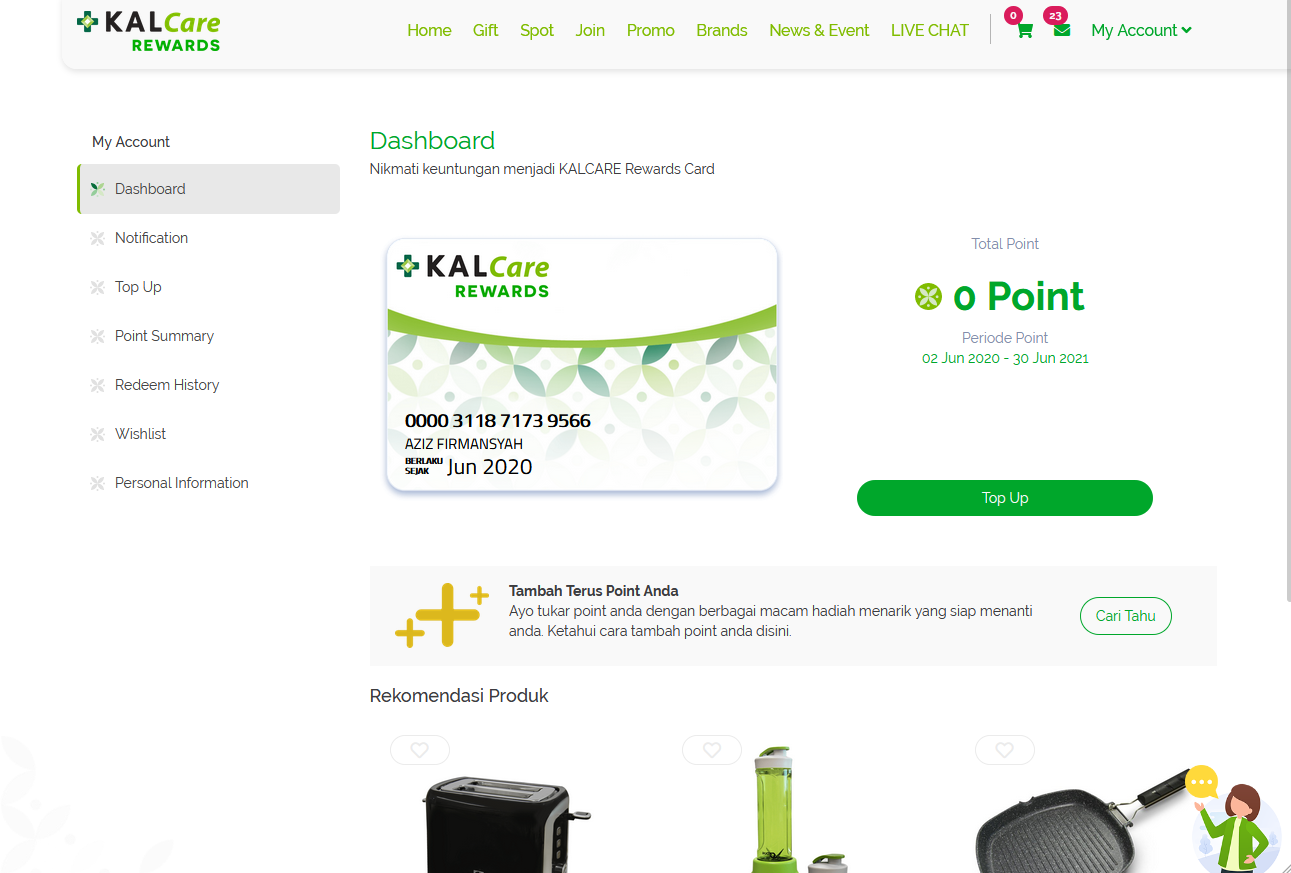 KALCare
REWARDS
Home Gift Spot Join Promo Brands News & Event LIVE CHAT 0 23 My Account
My Account
Dashboard
Notification
Top Up
Point Summary
Redeem History
Wishlist
Personal Information
Dashboard
Nikmati keuntungan menjadi KALCARE Rewards Card
KALCare
REWARDS
0000 3118 7173 9566
AZIZ FIRMANSYAH
BERLAKU
SEJAK Jun 2020
Total Point
0 Point
Periode Point
02 Jun 2020 - 30 Jun 2021
Top Up
Tambah Terus Point Anda
Ayo tukar point anda dengan berbagai macam hadiah menarik yang siap menanti
anda. Ketahui cara tambah point anda disini.
Cari Tahu
Rekomendasi Produk